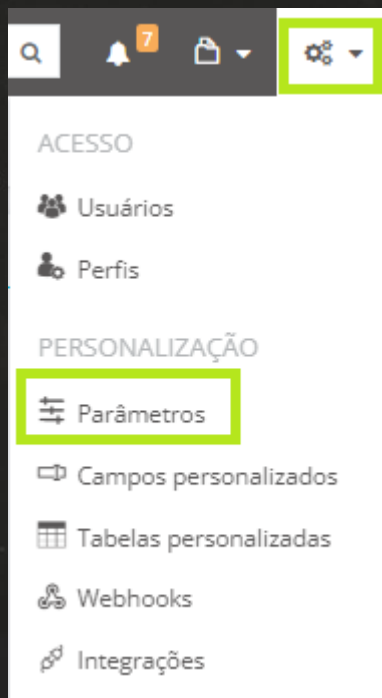 7
ACESSO
Usuários
Perfis
PERSONALIZAÇÃO
Parâmetros
Campos personalizados
Tabelas personalizadas
Webhooks
Integrações